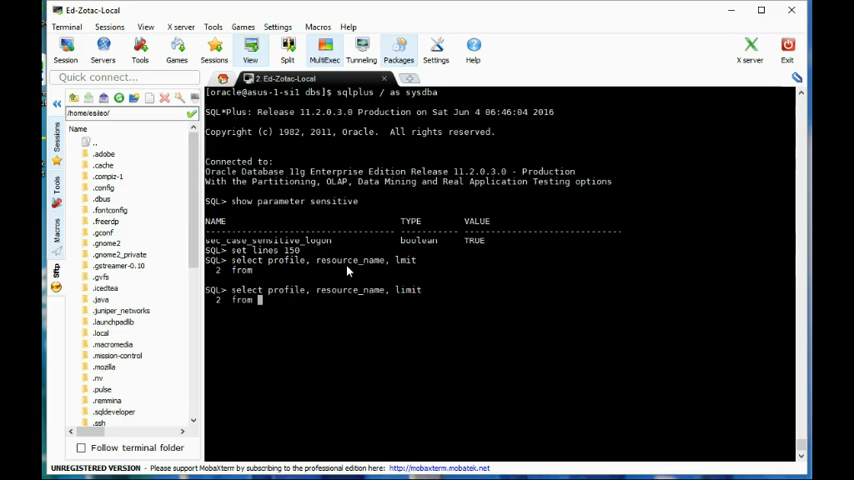 Ed-Zotac-Local
Terminal Sessions View X server Tools Games Settings Macros Help
Session Servers Tools Games Sessions View Split MultiExec Tunneling Packages Settings Help X server Exit
Quick connect...
2. Ed-Zotac-Local
/home/esileo/
Name
..
.adobe
.cache
.compiz-1
.config
.dbus
.fontconfig
.freerdp
.gconf
.gnome2
.gnome2_private
.gstreamer-0.10
.gvfs
.icedtea
.java
.juniper_networks
.launchpadlib
.local
.macromedia
.mission-control
.mozilla
.nv
.pulse
.remmina
.sqldeveloper
.ssh
Follow terminal folder
Sessions
Tools
Macros
Sftp
[oracle@asus-1-si1 dbs]$ sqlplus / as sysdba
SQL*Plus: Release 11.2.0.3.0 Production on Sat Jun 4 06:46:04 2016
Copyright (c) 1982, 2011, Oracle.  All rights reserved.
Connected to:
Oracle Database 11g Enterprise Edition Release 11.2.0.3.0 - Production
With the Partitioning, OLAP, Data Mining and Real Application Testing options
SQL> show parameter sensitive
NAME TYPE VALUE
------------------------------------ ----------- ------------------------------
sec_case_sensitive_logon boolean TRUE
SQL> set lines 150
SQL> select profile, resource_name, lmit
2 from
SQL> select profile, resource_name, limit
2 from
UNREGISTERED VERSION - Please support MobaXterm by subscribing to the professional edition here: http://mobaxterm.mobatek.net